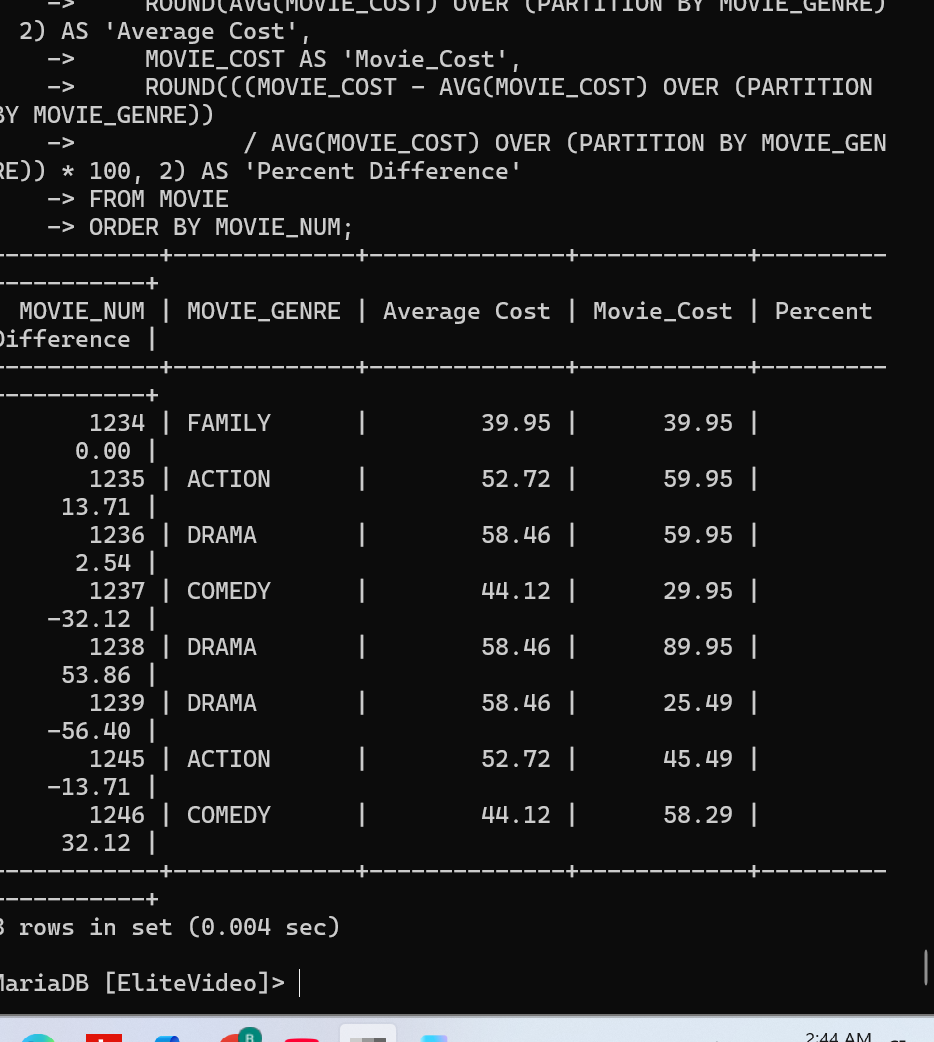 -> ROUND(AVG(MOVIE_COST) OVER (PARTITION BY MOVIE_GENRE)
2) AS 'Average Cost',
-> MOVIE_COST AS 'Movie_Cost',
-> ROUND(((MOVIE_COST - AVG(MOVIE_COST) OVER (PARTITION
BY MOVIE_GENRE))
-> / AVG(MOVIE_COST) OVER (PARTITION BY MOVIE_GEN
RE)) * 100, 2) AS 'Percent Difference'
-> FROM MOVIE
-> ORDER BY MOVIE_NUM;
------------+--------------+--------------+------------+---------
-----------+
MOVIE_NUM | MOVIE_GENRE | Average Cost | Movie_Cost | Percent
Difference |
------------+--------------+--------------+------------+---------
-----------+
1234 | FAMILY | 39.95 | 39.95 |
0.00 |
1235 | ACTION | 52.72 | 59.95 |
13.71 |
1236 | DRAMA | 58.46 | 59.95 |
2.54 |
1237 | COMEDY | 44.12 | 29.95 |
-32.12 |
1238 | DRAMA | 58.46 | 89.95 |
53.86 |
1239 | DRAMA | 58.46 | 25.49 |
-56.40 |
1245 | ACTION | 52.72 | 45.49 |
-13.71 |
1246 | COMEDY | 44.12 | 58.29 |
32.12 |
------------+--------------+--------------+------------+---------
-----------+
8 rows in set (0.004 sec)
MariaDB [EliteVideo]>
B
2:44 AM